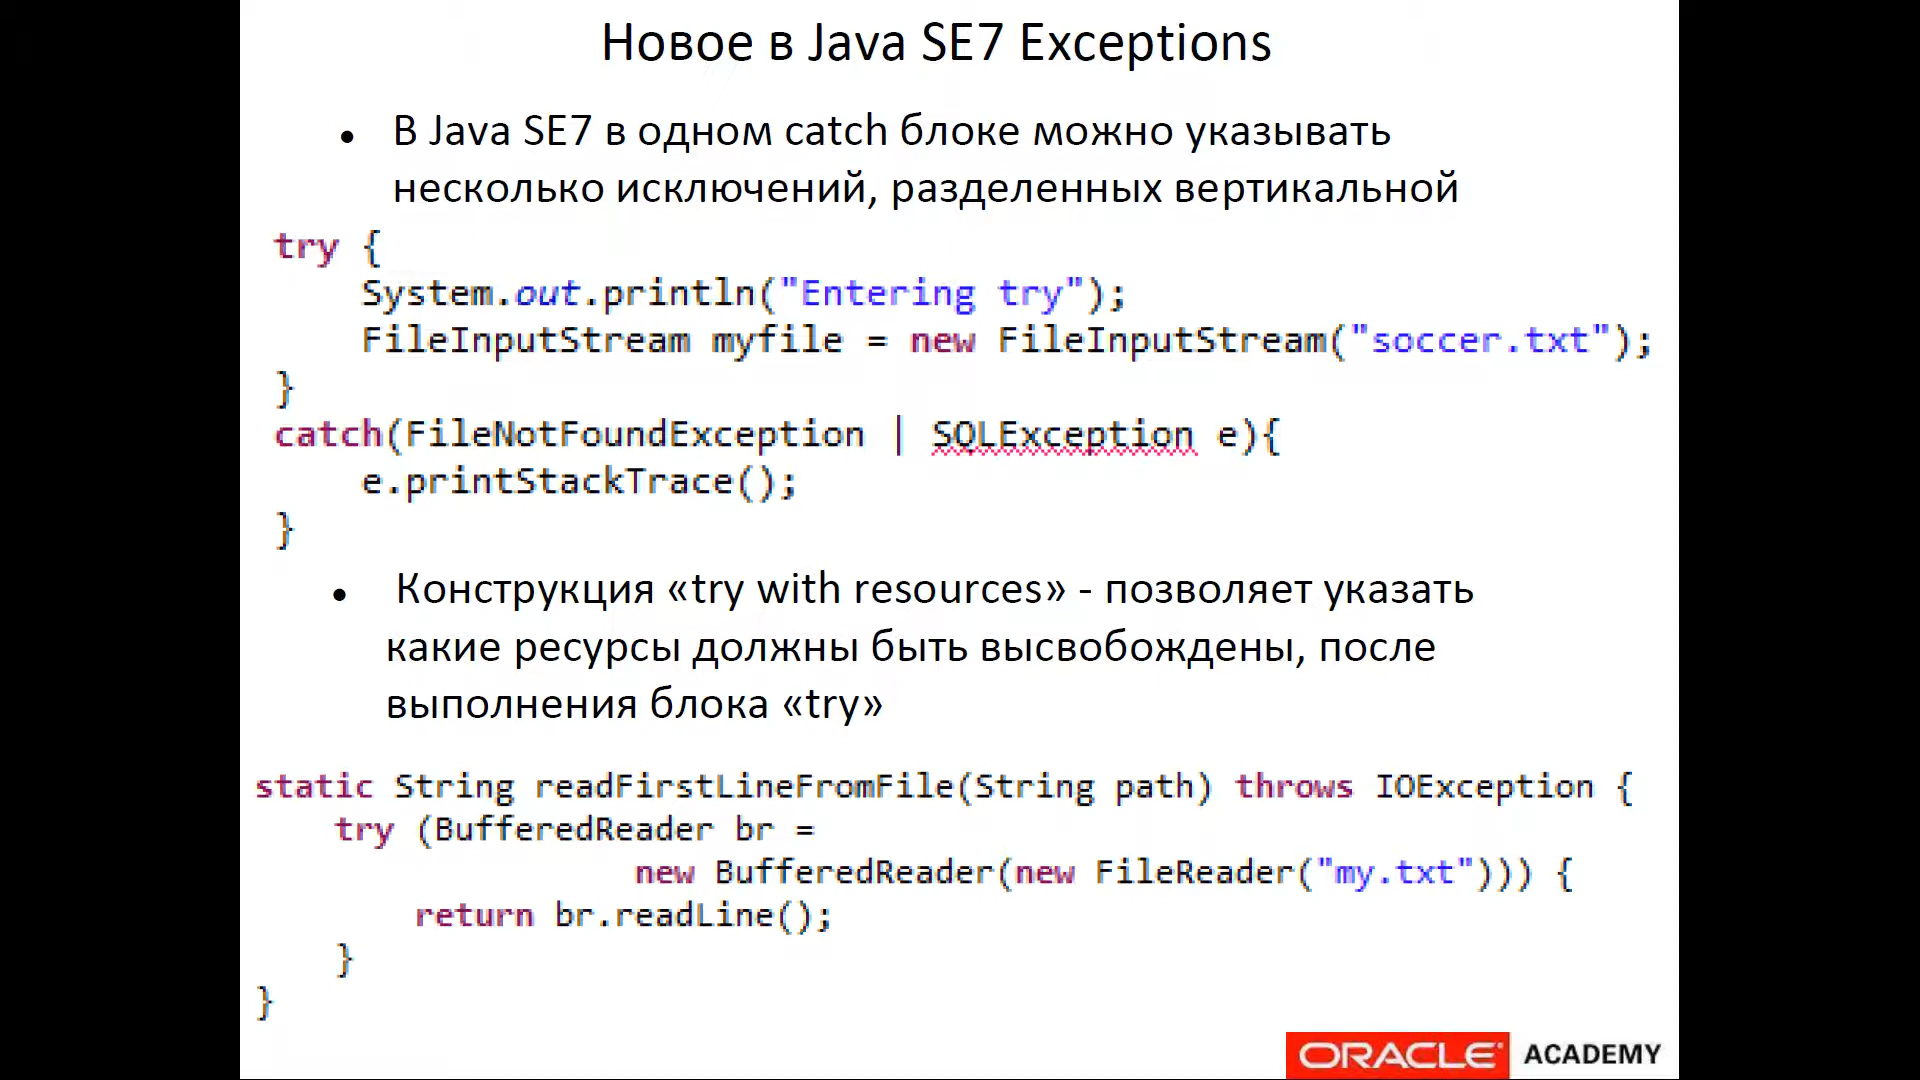 Новое в Java SE7 Exceptions
• В Java SE7 в одном catch блоке можно указывать
несколько исключений, разделенных вертикальной
try {
    System.out.println("Entering try");
    FileInputStream myfile = new FileInputStream("soccer.txt");
}
catch(FileNotFoundException | SQLException e){
    e.printStackTrace();
}
• Конструкция «try with resources» - позволяет указать
какие ресурсы должны быть высвобождены, после
выполнения блока «try»
static String readFirstLineFromFile(String path) throws IOException {
    try (BufferedReader br =
                   new BufferedReader(new FileReader("my.txt"))) {
        return br.readLine();
    }
}
ORACLE ACADEMY